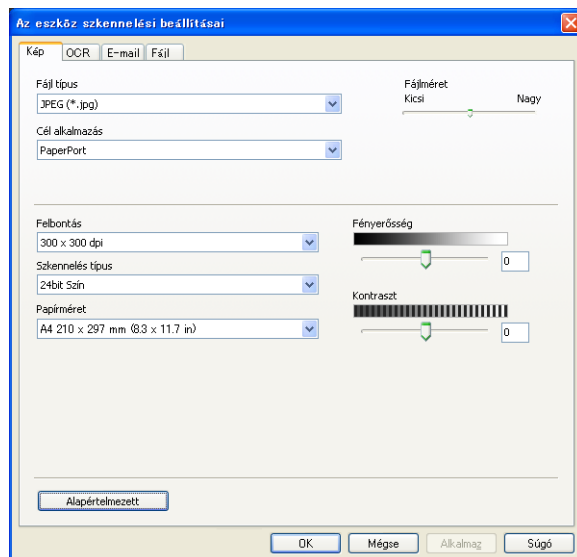 Az eszköz szkennelési beállításai
Kép OCR E-mail Fájl
Fájl típus
JPEG (*.jpg)
Cél alkalmazás
PaperPort
Fájlméret
Kicsi Nagy
Felbontás
300 x 300 dpi
Szkennelés típus
24bit Szín
Papírméret
A4 210 x 297 mm (8.3 x 11.7 in)
Fényerősség
0
Kontraszt
0
Alapértelmezett
OK Mégse Alkalmaz Súgó